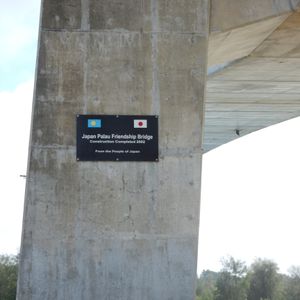 Japan Palau Friendship Bridge
Construction Completed 2002
From the People of Japan